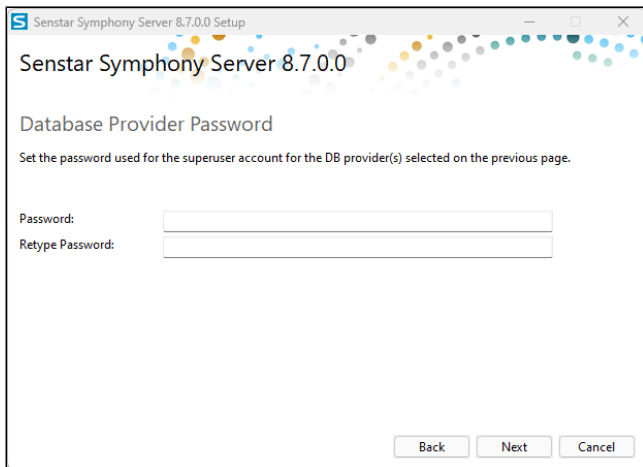 Senstar Symphony Server 8.7.0.0 Setup
Senstar Symphony Server 8.7.0.0
Database Provider Password
Set the password used for the superuser account for the DB provider(s) selected on the previous page.
Password:
Retype Password:
Back Next Cancel